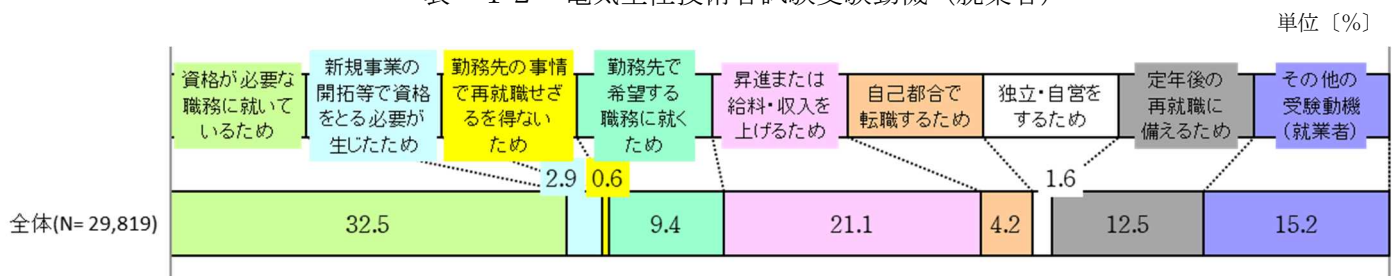 表 1-2 電気主任技術者試験受験動機（就業者）
単位〔%〕
資格が必要な
職務に就いて
いるため
新規事業の
開拓等で資格
をとる必要が
生じたため
勤務先の事情
で再就職せざ
るを得ない
ため
勤務先で
希望する
職務に就く
ため
昇進または
給料・収入を
上げるため
自己都合で
転職するため
独立・自営を
するため
定年後の
再就職に
備えるため
その他の
受験動機
（就業者）
2.9
0.6
1.6
全体(N= 29,819)
32.5
9.4
21.1
4.2
12.5
15.2